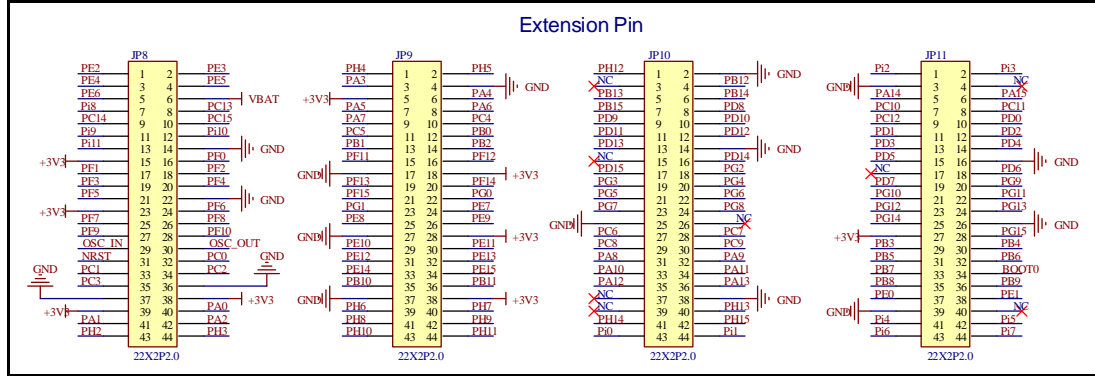 Extension Pin
JP8
PE2 1 2 PE3
PE4 3 4 PE5
PE6 5 6 VBAT
Pi8 7 8 PC13
PC14 9 10 PC15
Pi9 11 12 Pi10
Pi11 13 14 GND
+3V3 15 16 PF0
PF1 17 18 PF2
PF3 19 20 PF4
PF5 21 22 GND
+3V3 23 24 PF6
PF7 25 26 PF8
PF9 27 28 PF10
OSC_IN 29 30 OSC_OUT
NRST 31 32 PC0
PC1 33 34 PC2
PC3 35 36 GND
GND 37 38 +3V3
+3V3 39 40 PA0
PA1 41 42 PA2
PH2 43 44 PH3
22X2P2.0
JP9
PH4 1 2 PH5
PA3 3 4 GND
+3V3 5 6 PA4
PA5 7 8 PA6
PA7 9 10 PC4
PC5 11 12 PB0
PB1 13 14 PB2
PF11 15 16 PF12
GND 17 18 +3V3
PF13 19 20 PF14
PF15 21 22 PG0
PG1 23 24 PE7
PE8 25 26 PE9
GND 27 28 +3V3
PE10 29 30 PE11
PE12 31 32 PE13
PE14 33 34 PE15
PB10 35 36 PB11
GND 37 38 +3V3
PH6 39 40 PH7
PH8 41 42 PH9
PH10 43 44 PH11
22X2P2.0
JP10
PH12 1 2 GND
NC 3 4 PB12
PB13 5 6 PB14
PB15 7 8 PD8
PD9 9 10 PD10
PD11 11 12 PD12
PD13 13 14 GND
NC 15 16 PD14
PD15 17 18 PG2
PG3 19 20 PG4
PG5 21 22 PG6
PG7 23 24 PG8
GND 25 26 NC
PC6 27 28 PC7
PC8 29 30 PC9
PA8 31 32 PA9
PA10 33 34 PA11
PA12 35 36 PA13
NC 37 38 GND
NC 39 40 PH13
PH14 41 42 PH15
Pi0 43 44 Pi1
22X2P2.0
JP11
Pi2 1 2 Pi3
GND 3 4 NC
PA14 5 6 PA15
PC10 7 8 PC11
PC12 9 10 PD0
PD1 11 12 PD2
PD3 13 14 PD4
PD5 15 16 GND
NC 17 18 PD6
PD7 19 20 PG9
PG10 21 22 PG11
PG12 23 24 PG13
PG14 25 26 GND
+3V3 27 28 PG15
PB3 29 30 PB4
PB5 31 32 PB6
PB7 33 34 BOOT0
PB8 35 36 PB9
PE0 37 38 PE1
GND 39 40 NC
Pi4 41 42 Pi5
Pi6 43 44 Pi7
22X2P2.0